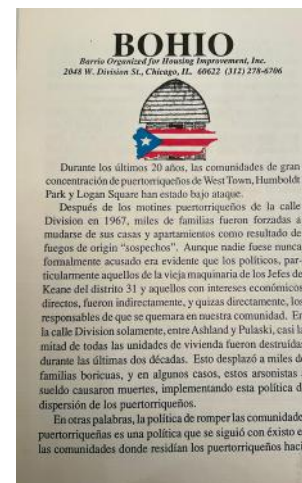 BOHIO
Barrio Organized for Housing Improvement, Inc.
2048 W. Division St., Chicago, IL. 60622 (312) 278-6706
Durante los últimos 20 años, las comunidades de gran
concentración de puertorriqueños de West Town, Humboldt
Park y Logan Square han estado bajo ataque.
Después de los motines puertorriqueños de la calle
Division en 1967, miles de familias fueron forzadas a
mudarse de sus casas y apartamientos como resultado de
fuegos de origin "sospechos". Aunque nadie fuese nunca
formalmente acusado era evidente que los políticos, par-
ticularmente aquellos de la vieja maquinaria de los Jefes de
Keane del distrito 31 y aquellos con intereses económicos
directos, fueron indirectamente, y quizas directamente, los
responsables de que se quemara en nuestra comunidad. En
la calle Division solamente, entre Ashland y Pulaski, casi la
mitad de todas las unidades de vivienda fueron destruidas
durante las últimas dos décadas. Esto desplazó a miles de
familias boricuas, y en algunos casos, estos arsonistas a
sueldo causaron muertes, implementando esta política de
dispersión de los puertorriqueños.
En otras palabras, la política de romper las comunidade
puertorriqueñas es una política que se siguió con éxisto e
las comunidades donde residían los puertorriqueños haci